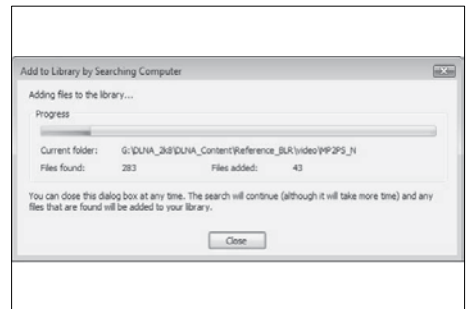 Add to Library by Searching Computer
Adding files to the library...
Progress
Current folder: G:\DLNA_2k8\DLNA_Content\Reference_BLR\video\MP2PS_N
Files found: 283 Files added: 43
You can close this dialog box at any time. The search will continue (although it will take more time) and any
files that are found will be added to your library.
Close